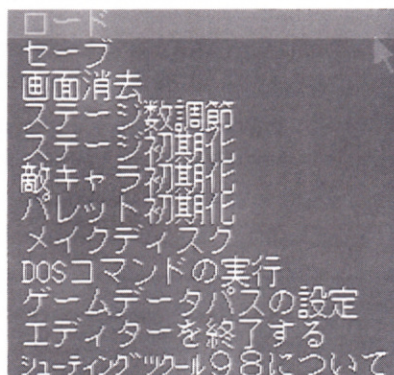 ロード
セーブ
画面消去
ステージ数調節
ステージ初期化
敵キャラ初期化
パレット初期化
メイクディスク
DOSコマンドの実行
ゲームデータパスの設定
エディターを終了する
ｼｭｰﾃｨﾝｸﾞﾂｸｰﾙ98について